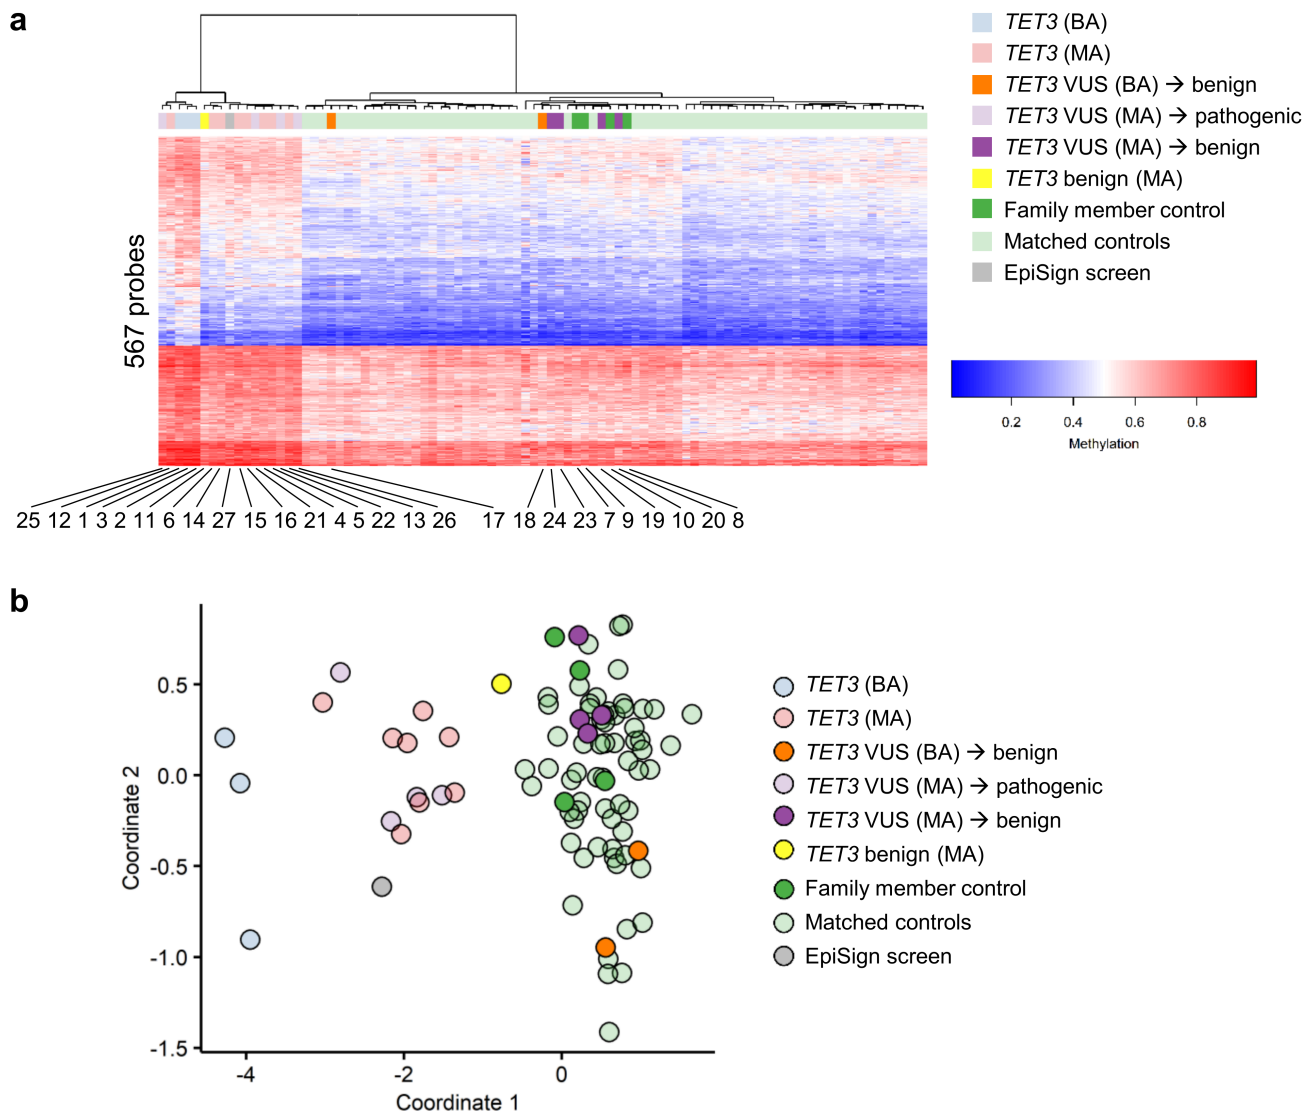 a
TET3 (BA)
TET3 (MA)
TET3 VUS (BA) → benign
TET3 VUS (MA) → pathogenic
TET3 VUS (MA) → benign
TET3 benign (MA)
Family member control
Matched controls
EpiSign screen
567 probes
0.2 0.4 0.6 0.8
Methylation
25 12 1 3 2 11 6 14 27 15 16 21 4 5 22 13 26 17 18 24 23 7 9 19 10 20 8
b
0.5
0.0
-0.5
-1.0
-1.5
Coordinate 2
-4 -2 0
Coordinate 1
TET3 (BA)
TET3 (MA)
TET3 VUS (BA) → benign
TET3 VUS (MA) → pathogenic
TET3 VUS (MA) → benign
TET3 benign (MA)
Family member control
Matched controls
EpiSign screen